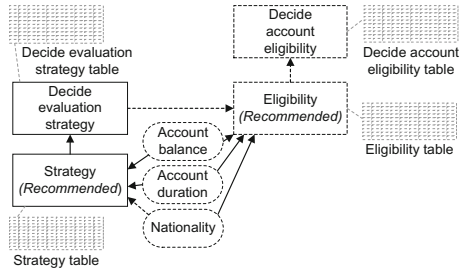 Decide evaluation
strategy table
Decide
account
eligibility
Decide account
eligibility table
Decide
evaluation
strategy
Eligibility
(Recommended)
Eligibility table
Account
balance
Strategy
(Recommended)
Account
duration
Nationality
Strategy table